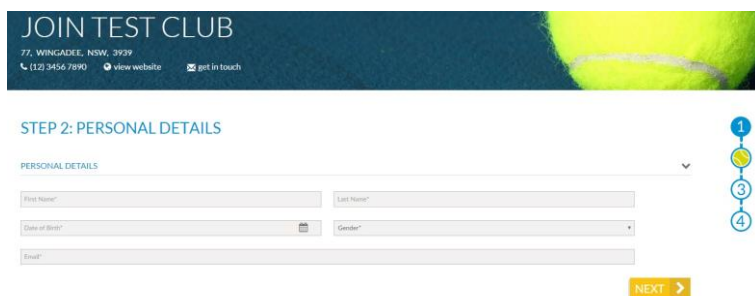 JOIN TEST CLUB
77, WINGADEE, NSW, 3939
(12) 3456 7890 view website get in touch
STEP 2: PERSONAL DETAILS
PERSONAL DETAILS
First Name* Last Name*
Date of Birth* Gender*
Email*
NEXT
1
3
4